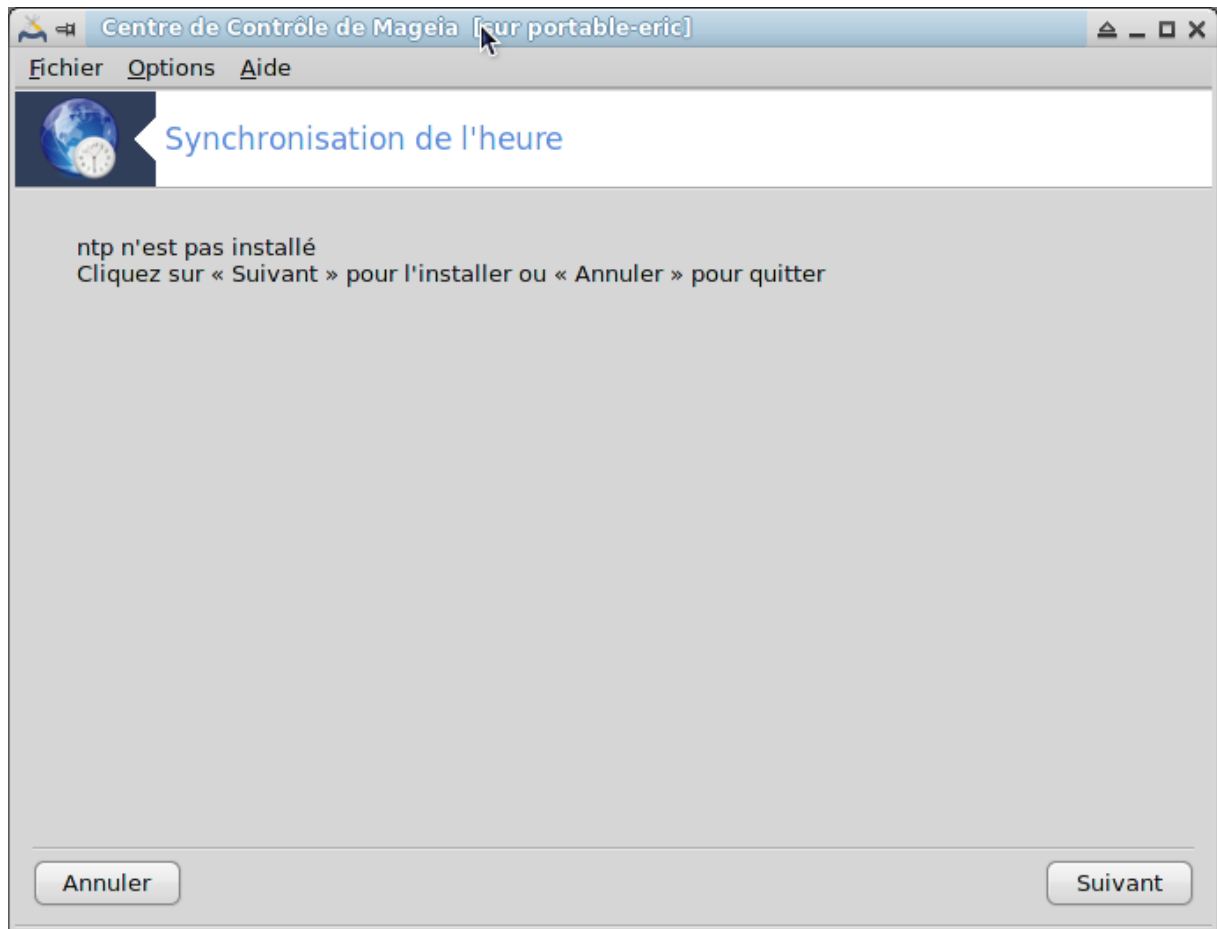 Centre de Contrôle de Mageia [sur portable-eric]
Fichier Options Aide
Synchronisation de l'heure
ntp n'est pas installé
Cliquez sur « Suivant » pour l'installer ou « Annuler » pour quitter
Annuler Suivant